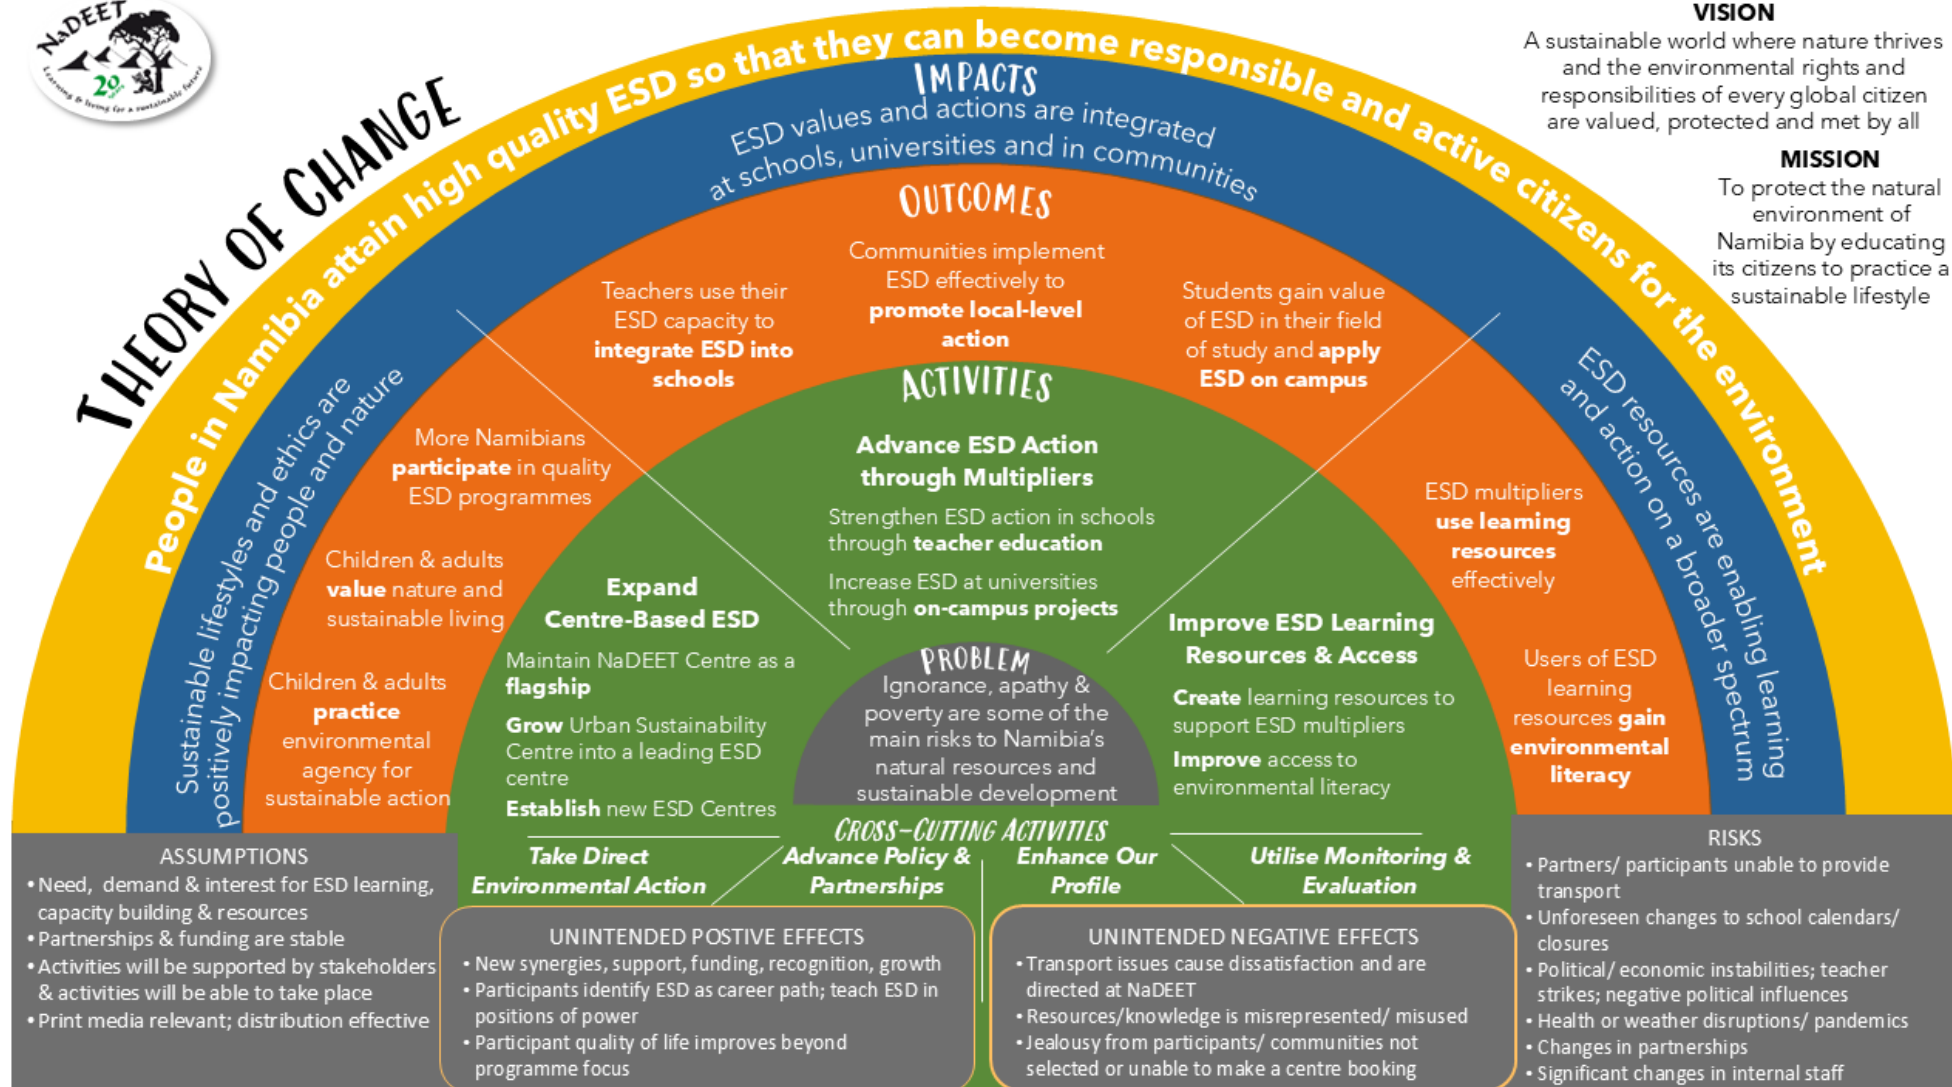 NaDEET
20
years
Learning & living for a sustainable future
THEORY OF CHANGE
VISION
A sustainable world where nature thrives
and the environmental rights and
responsibilities of every global citizen
are valued, protected and met by all
MISSION
To protect the natural
environment of
Namibia by educating
its citizens to practice a
sustainable lifestyle
People in Namibia attain high quality ESD so that they can become responsible and active citizens for the environment
IMPACTS
ESD values and actions are integrated
at schools, universities and in communities
Sustainable lifestyles and ethics are
positively impacting people and nature
ESD resources are enabling learning
and action on a broader spectrum
OUTCOMES
More Namibians
participate in quality
ESD programmes
Children & adults
value nature and
sustainable living
Children & adults
practice
environmental
agency for
sustainable action
Teachers use their
ESD capacity to
integrate ESD into
schools
Communities implement
ESD effectively to
promote local-level
action
Students gain value
of ESD in their field
of study and apply
ESD on campus
ESD multipliers
use learning
resources
effectively
Users of ESD
learning
resources gain
environmental
literacy
ACTIVITIES
Expand
Centre-Based ESD
Maintain NaDEET Centre as a
flagship
Grow Urban Sustainability
Centre into a leading ESD
centre
Establish new ESD Centres
Advance ESD Action
through Multipliers
Strengthen ESD action in schools
through teacher education
Increase ESD at universities
through on-campus projects
Improve ESD Learning
Resources & Access
Create learning resources to
support ESD multipliers
Improve access to
environmental literacy
PROBLEM
Ignorance, apathy &
poverty are some of the
main risks to Namibia's
natural resources and
sustainable development
CROSS-CUTTING ACTIVITIES
Take Direct
Environmental Action
Advance Policy &
Partnerships
Enhance Our
Profile
Utilise Monitoring &
Evaluation
ASSUMPTIONS
• Need, demand & interest for ESD learning,
capacity building & resources
• Partnerships & funding are stable
• Activities will be supported by stakeholders
& activities will be able to take place
• Print media relevant; distribution effective
UNINTENDED POSTIVE EFFECTS
• New synergies, support, funding, recognition, growth
• Participants identify ESD as career path; teach ESD in
positions of power
• Participant quality of life improves beyond
programme focus
UNINTENDED NEGATIVE EFFECTS
• Transport issues cause dissatisfaction and are
directed at NaDEET
• Resources/knowledge is misrepresented/ misused
• Jealousy from participants/ communities not
selected or unable to make a centre booking
RISKS
• Partners/ participants unable to provide
transport
• Unforeseen changes to school calendars/
closures
• Political/ economic instabilities; teacher
strikes; negative political influences
• Health or weather disruptions/ pandemics
• Changes in partnerships
• Significant changes in internal staff